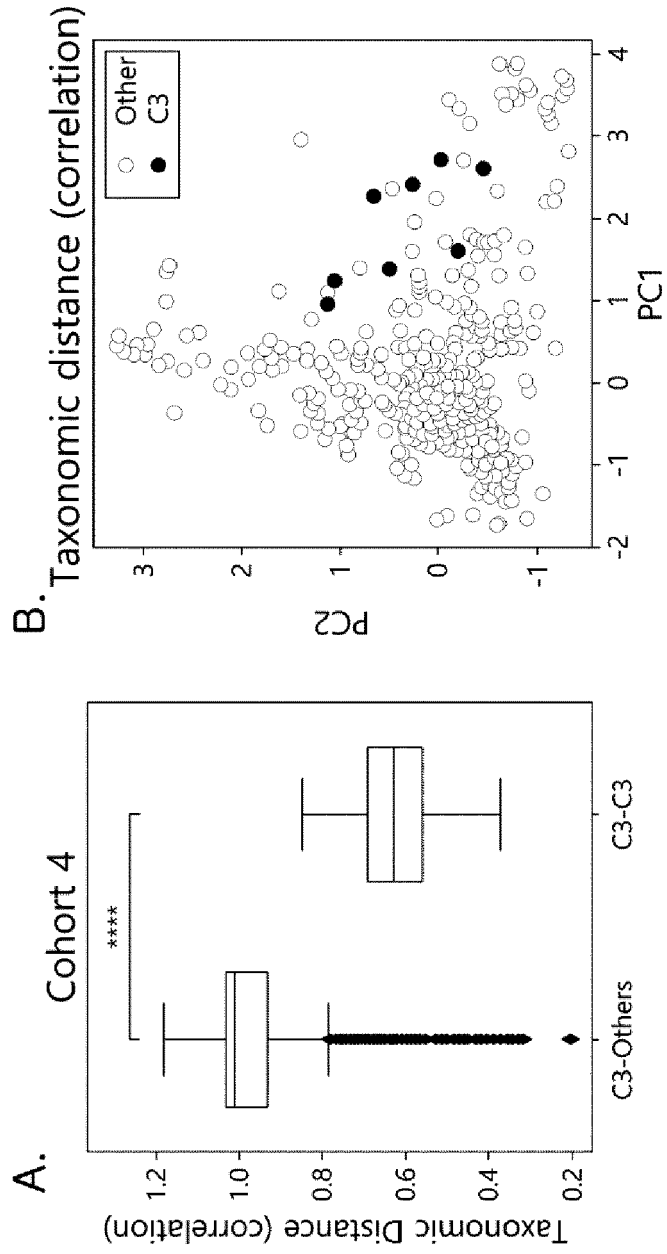 A.
Cohort 4
****
Taxonomic Distance (correlation)
1.2
1.0
0.8
0.6
0.4
0.2
C3-Others
C3-C3
B.
Taxonomic distance (correlation)
Other
C3
PC2
3
2
1
0
-1
-2
-1
0
1
2
3
4
PC1